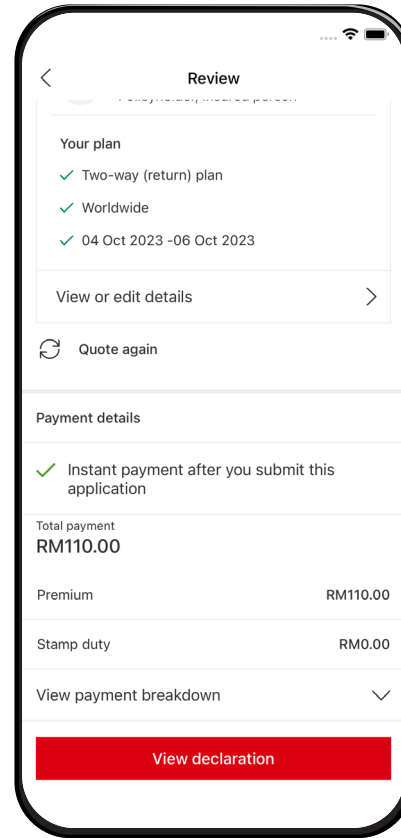 Review
Your plan
Two-way (return) plan
Worldwide
04 Oct 2023 -06 Oct 2023
View or edit details
Quote again
Payment details
Instant payment after you submit this
application
Total payment
RM110.00
Premium RM110.00
Stamp duty RM0.00
View payment breakdown
View declaration